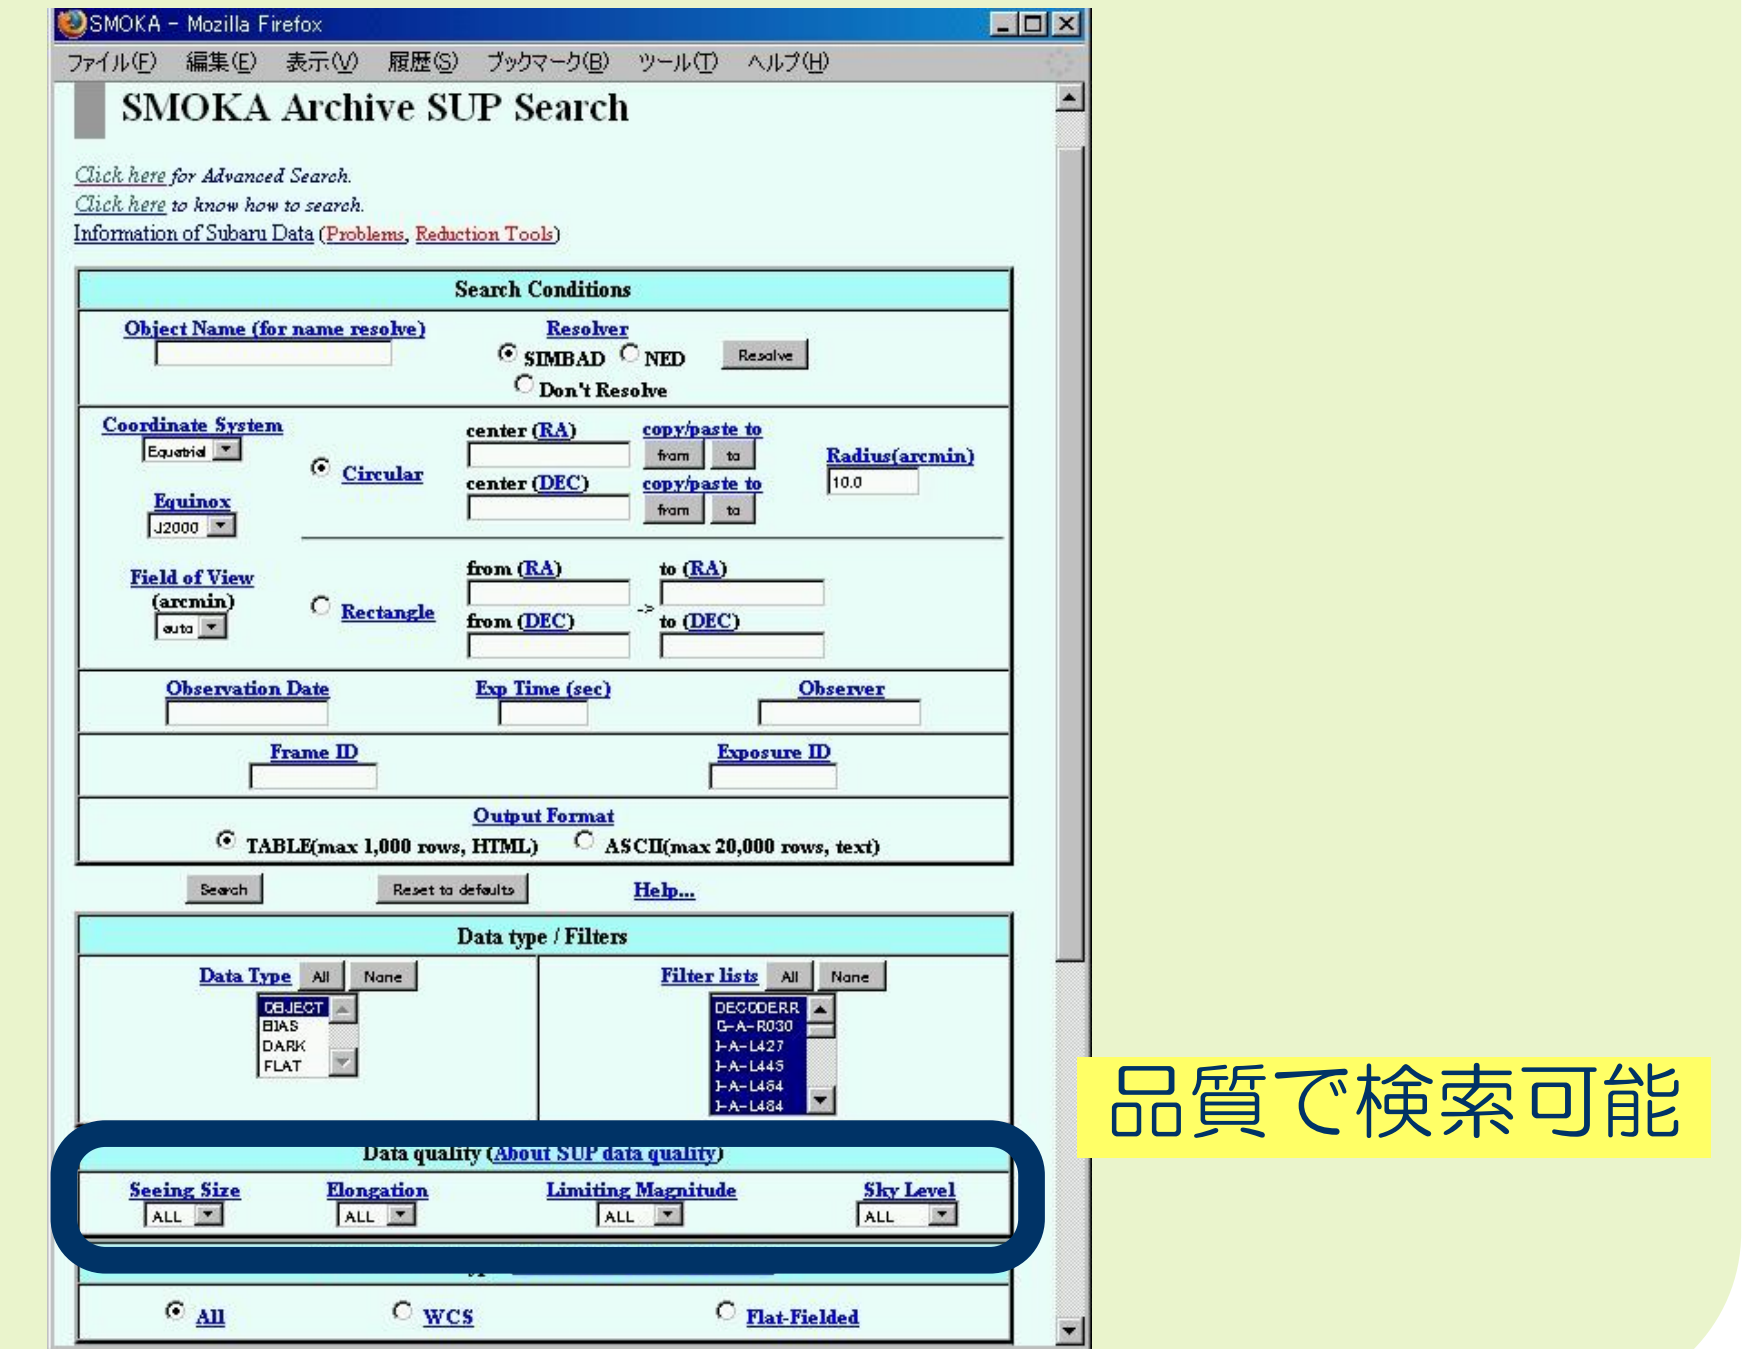 SMOKA - Mozilla Firefox
ファイル(F) 編集(E) 表示(V) 履歴(S) ブックマーク(B) ツール(T) ヘルプ(H)
SMOKA Archive SUP Search
Click here for Advanced Search.
Click here to know how to search.
Information of Subaru Data (Problems, Reduction Tools)
Search Conditions
Object Name (for name resolve) Resolver
SIMBAD NED Resolve
Don't Resolve
Coordinate System center (RA) copy/paste to
Equatrial from to Radius(arcmin)
Circular center (DEC) copy/paste to 10.0
Equinox from to
J2000
Field of View from (RA) to (RA)
(arcmin) Rectangle ->
auto from (DEC) to (DEC)
Observation Date Exp Time (sec) Observer
Frame ID Exposure ID
Output Format
TABLE(max 1,000 rows, HTML) ASCII(max 20,000 rows, text)
Search Reset to defaults Help...
Data type / Filters
Data Type All None Filter lists All None
OBJECT DECODERR
BIAS G-A-R030
DARK I-A-L427
FLAT I-A-L445
I-A-L464
I-A-L484
品質で検索可能
Data quality (About SUP data quality)
Seeing Size Elongation Limiting Magnitude Sky Level
ALL ALL ALL ALL
All WCS Flat-Fielded